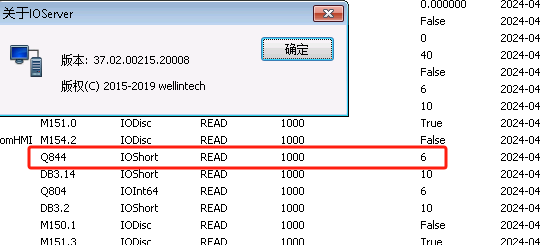 关于IOServer
版本: 37.02.00215.20008
版权(C) 2015-2019 wellintech
确定
0.000000 2024-04
False 2024-04
0 2024-04
40 2024-04
False 2024-04
6 2024-04
10 2024-04
M151.0 IODisc READ 1000 True 2024-04
omHMI M154.2 IODisc READ 1000 False 2024-04
Q844 IOShort READ 1000 6 2024-04
DB3.14 IOShort READ 1000 10 2024-04
Q804 IOInt64 READ 1000 6 2024-04
DB3.2 IOShort READ 1000 10 2024-04
M150.1 IODisc READ 1000 False 2024-04
M151.3 IODisc READ 1000 True 2024-04